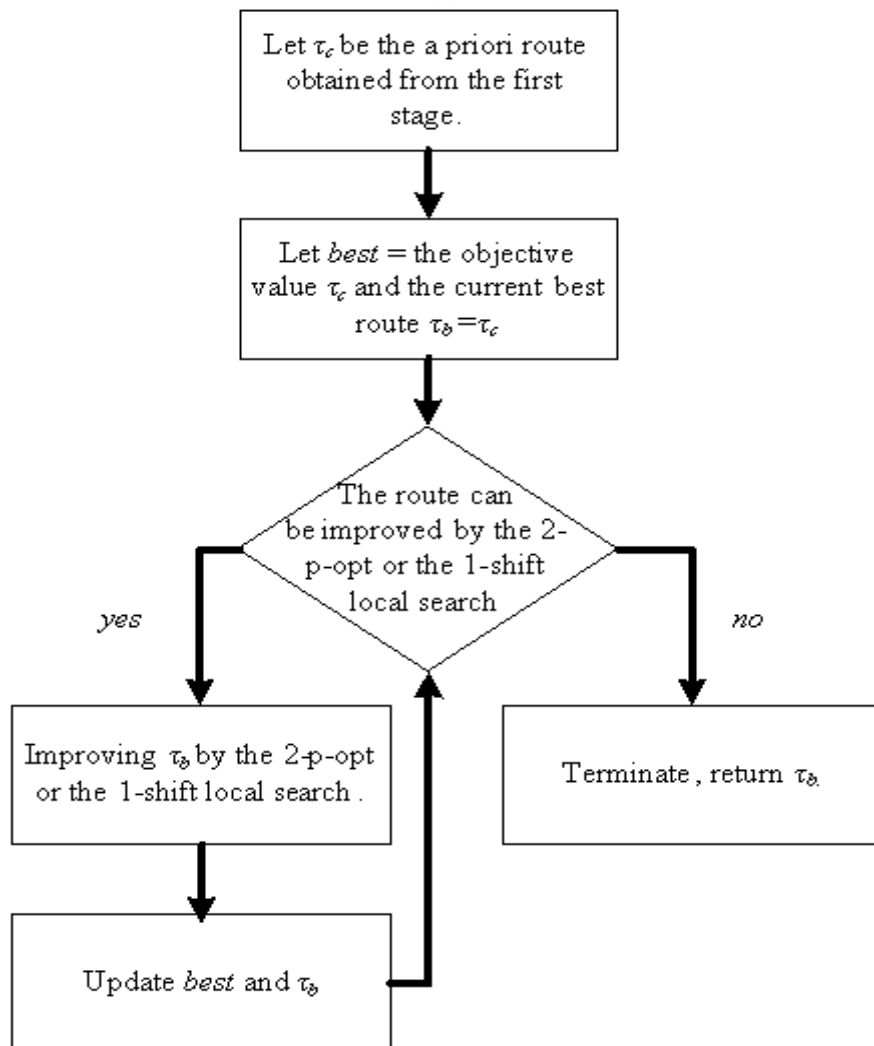 Let τc be the a priori route
obtained from the first
stage.
Let best = the objective
value τc and the current best
route τb=τc
The route can
be improved by the 2-
p-opt or the 1-shift
local search
yes
no
Improving τb by the 2-p-opt
or the 1-shift local search .
Terminate , return τb.
Update best and τb